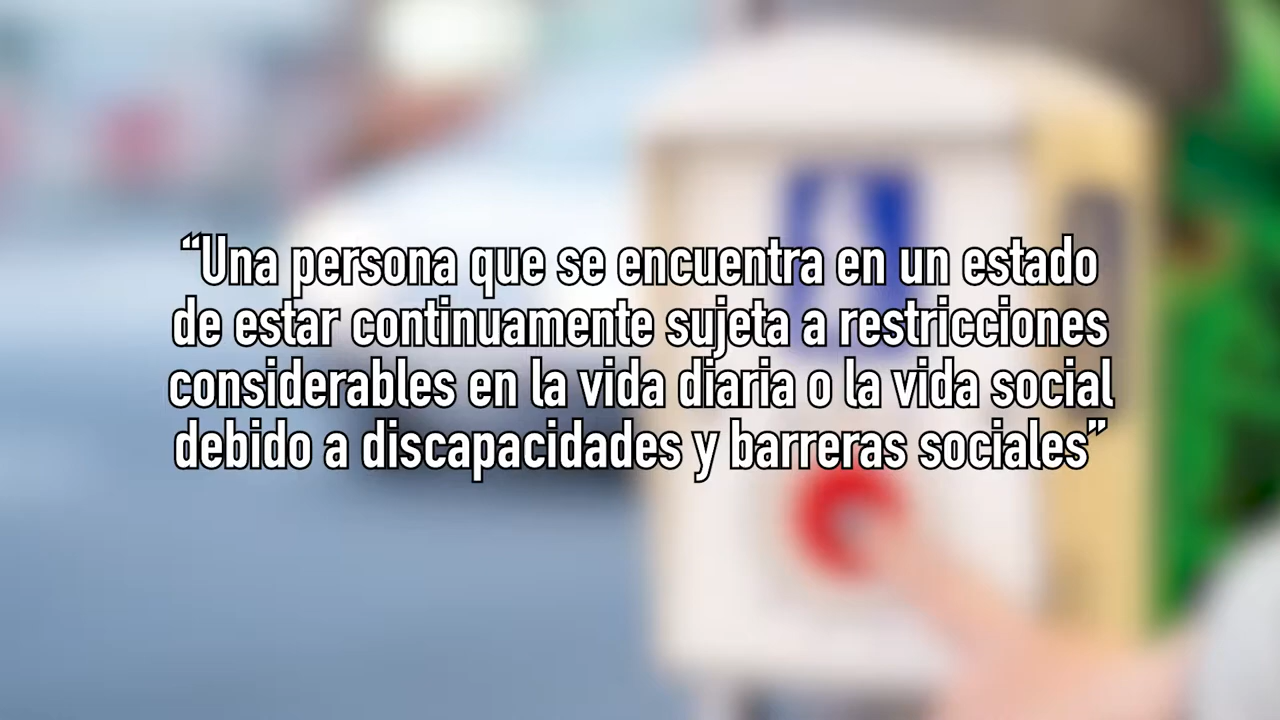 “Una persona que se encuentra en un estado
de estar continuamente sujeta a restricciones
considerables en la vida diaria o la vida social
debido a discapacidades y barreras sociales”